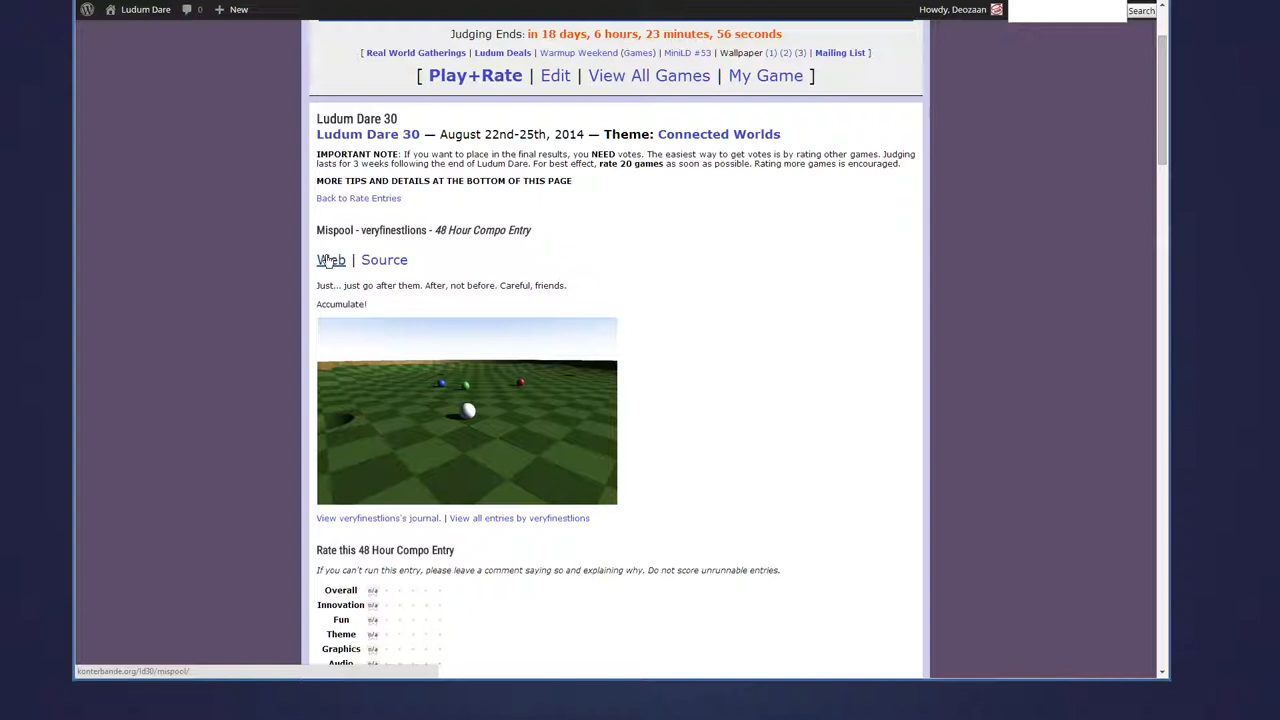 Ludum Dare 0 New Howdy, Deozaan Search
Judging Ends: in 18 days, 6 hours, 23 minutes, 56 seconds
[ Real World Gatherings | Ludum Deals | Warmup Weekend (Games) | MiniLD #53 | Wallpaper (1) (2) (3) | Mailing List ]
[ Play+Rate | Edit | View All Games | My Game ]
Ludum Dare 30
Ludum Dare 30 — August 22nd-25th, 2014 — Theme: Connected Worlds
IMPORTANT NOTE: If you want to place in the final results, you NEED votes. The easiest way to get votes is by rating other games. Judging
lasts for 3 weeks following the end of Ludum Dare. For best effect, rate 20 games as soon as possible. Rating more games is encouraged.
MORE TIPS AND DETAILS AT THE BOTTOM OF THIS PAGE
Back to Rate Entries
Mispool - veryfinestlions - 48 Hour Compo Entry
Web | Source
Just... just go after them. After, not before. Careful, friends.
Accumulate!
View veryfinestlions's journal. | View all entries by veryfinestlions
Rate this 48 Hour Compo Entry
If you can't run this entry, please leave a comment saying so and explaining why. Do not score unrunnable entries.
Overall n/a
Innovation n/a
Fun n/a
Theme n/a
Graphics n/a
Audio n/a
konterbande.org/ld30/mispool/